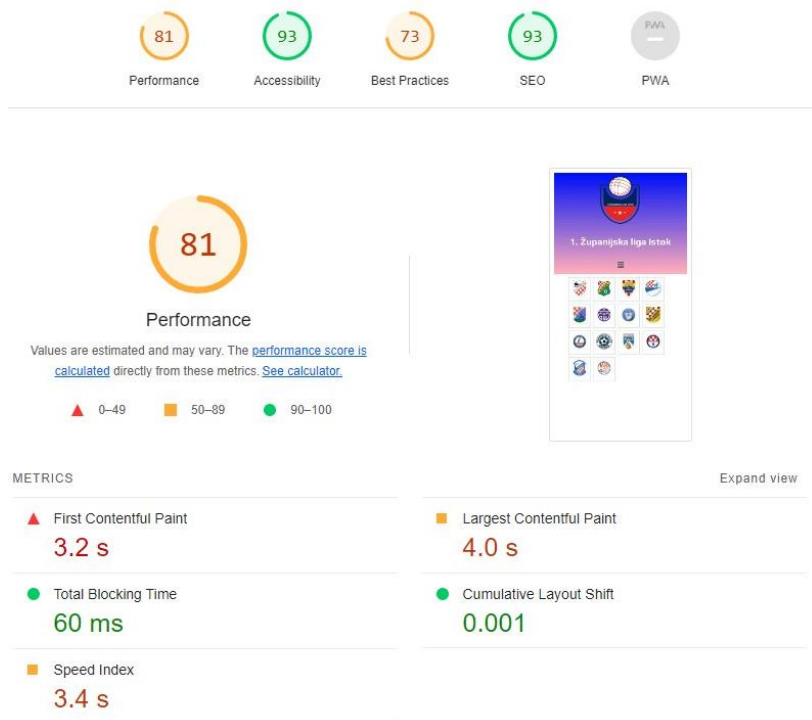 81
93
73
93
PWA
Performance
Accessibility
Best Practices
SEO
PWA
81
Performance
Values are estimated and may vary. The performance score is
calculated directly from these metrics. See calculator.
0–49
50–89
90–100
1. Županijska liga Istok
METRICS
Expand view
First Contentful Paint
3.2 s
Largest Contentful Paint
4.0 s
Total Blocking Time
60 ms
Cumulative Layout Shift
0.001
Speed Index
3.4 s